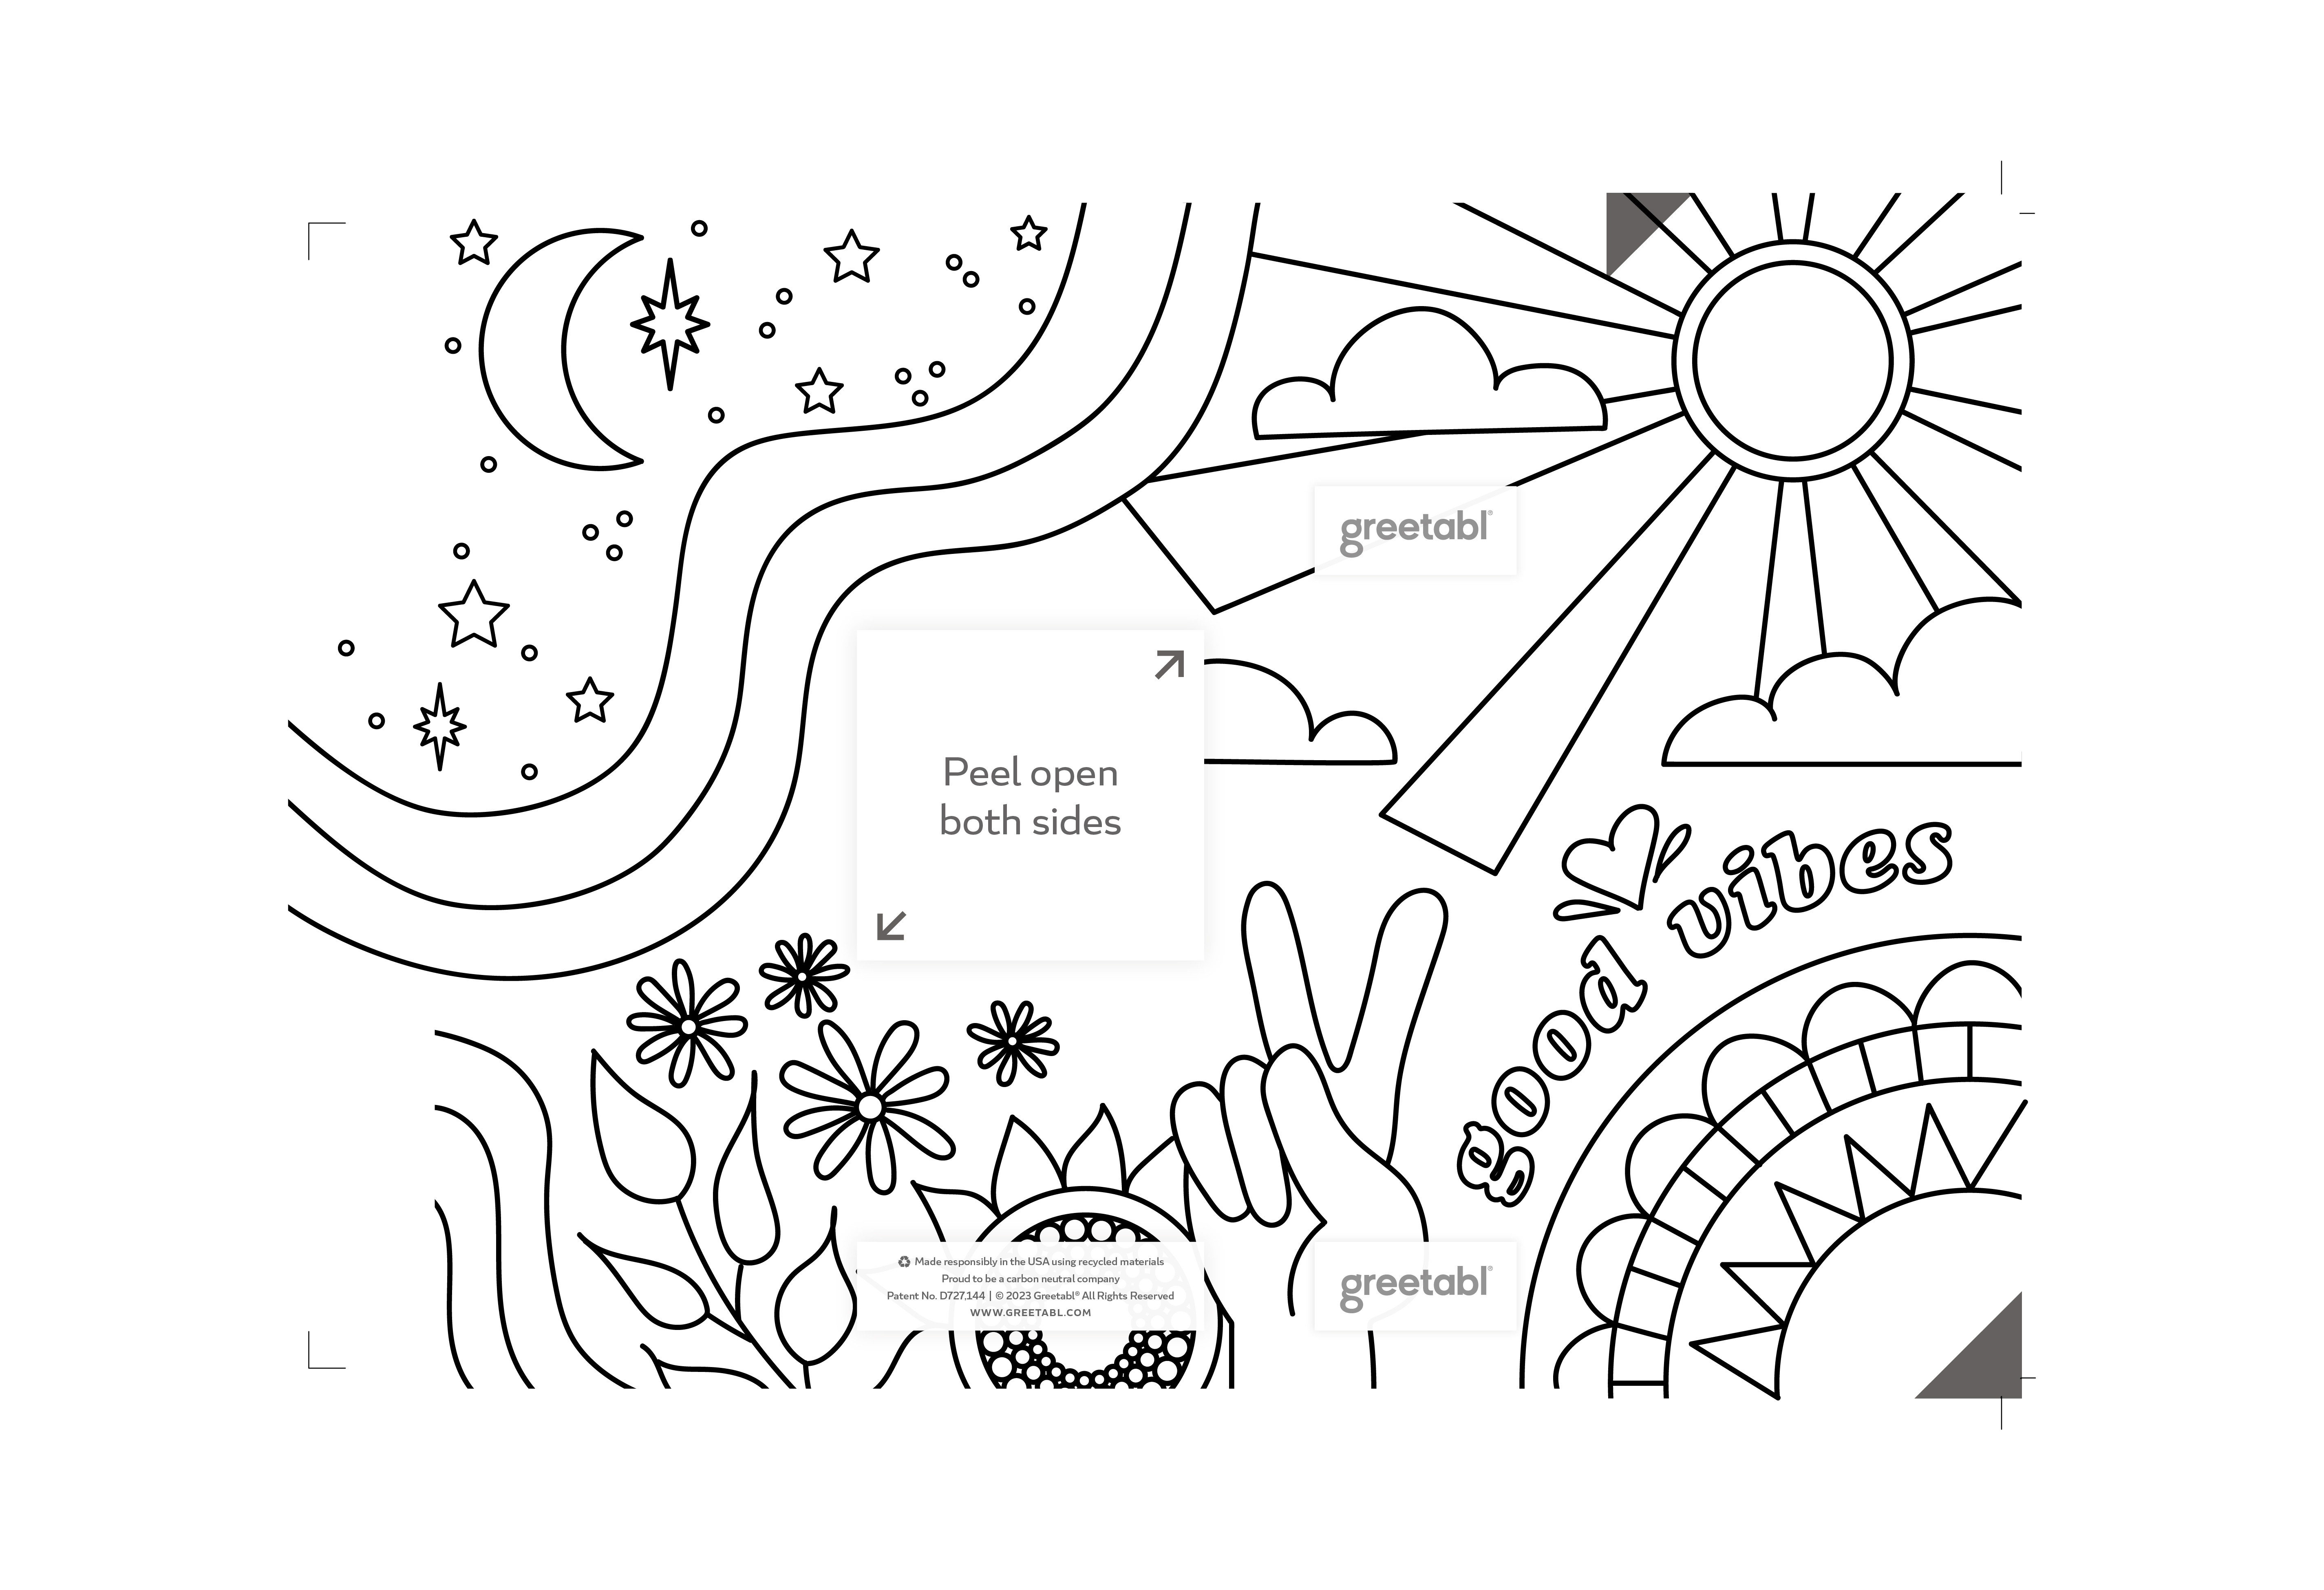 greetabl®
Peel open
both sides
good vibes
♻ Made responsibly in the USA using recycled materials
Proud to be a carbon neutral company
Patent No. D727,144 | © 2023 Greetabl® All Rights Reserved
WWW.GREETABL.COM
greetabl®